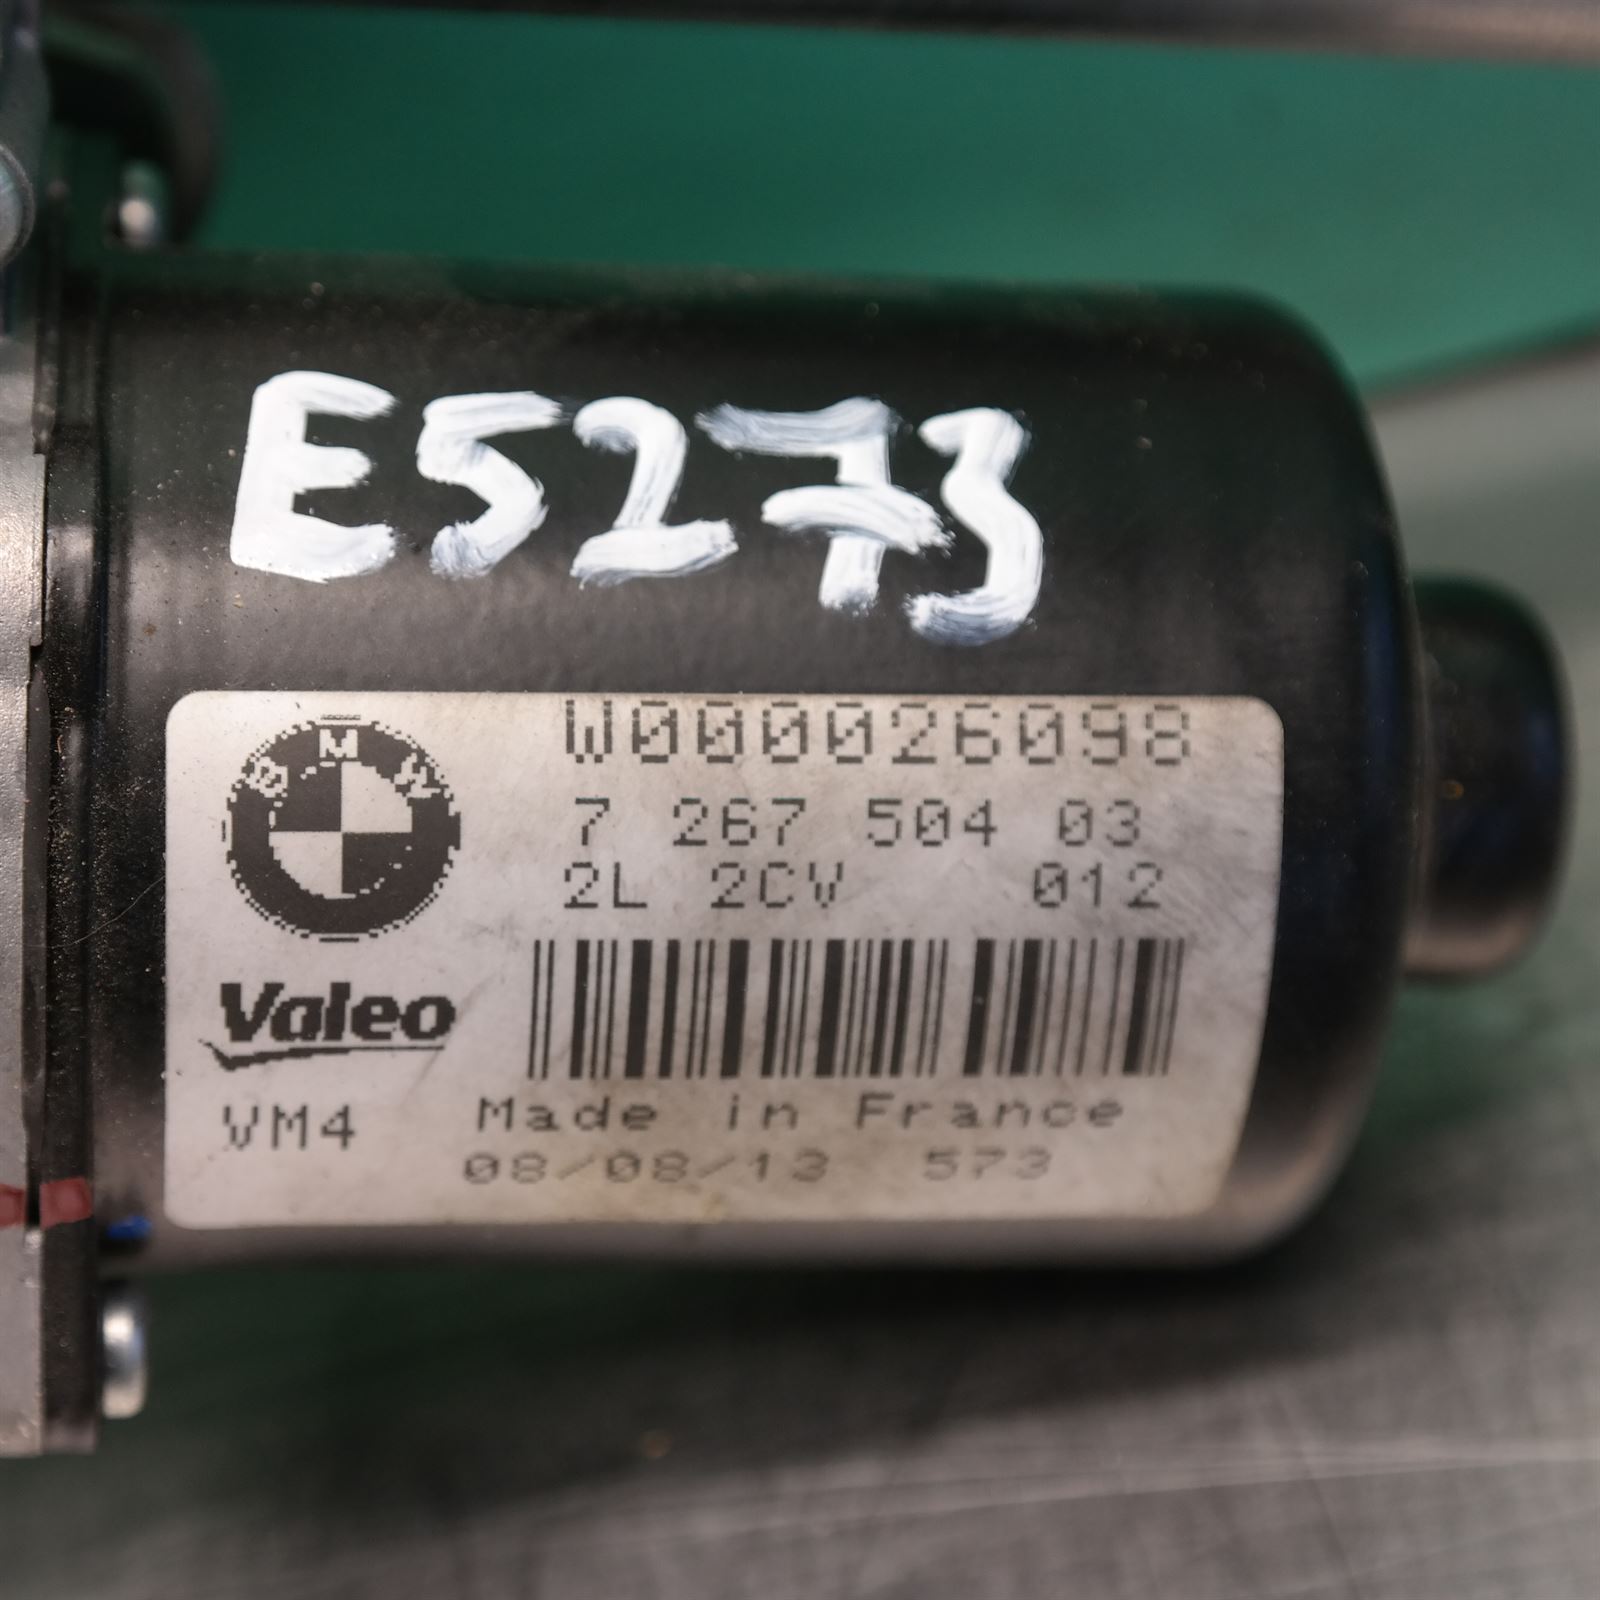 E5273
W000026098
BMW
7 267 504 03
2L 2CV 012
Valeo
VM4
Made in France
08/08/13 573